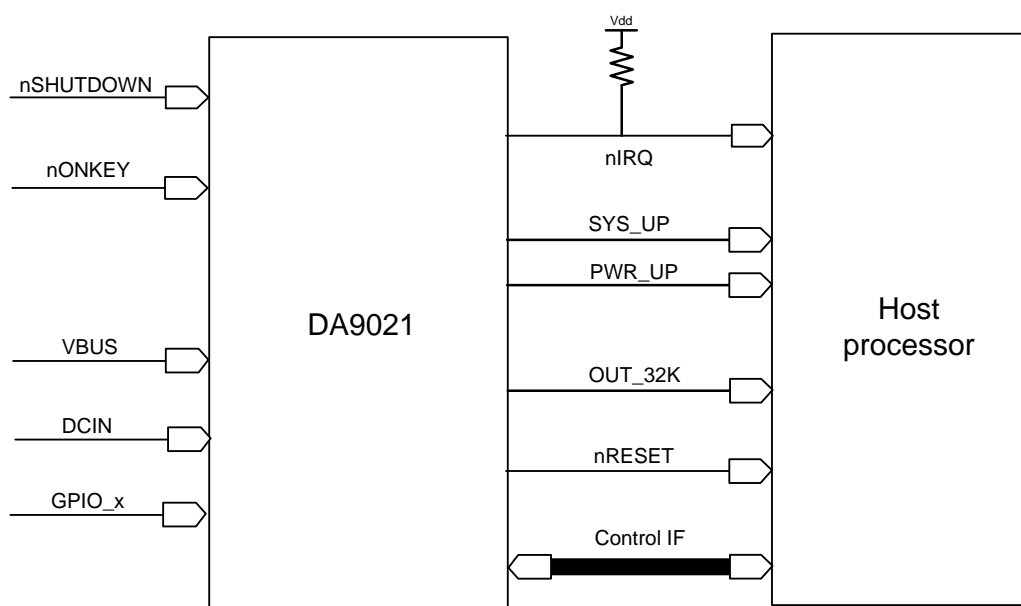 Vdd
nSHUTDOWN
nONKEY
nIRQ
SYS_UP
PWR_UP
DA9021
Host
processor
VBUS
OUT_32K
DCIN
nRESET
GPIO_x
Control IF